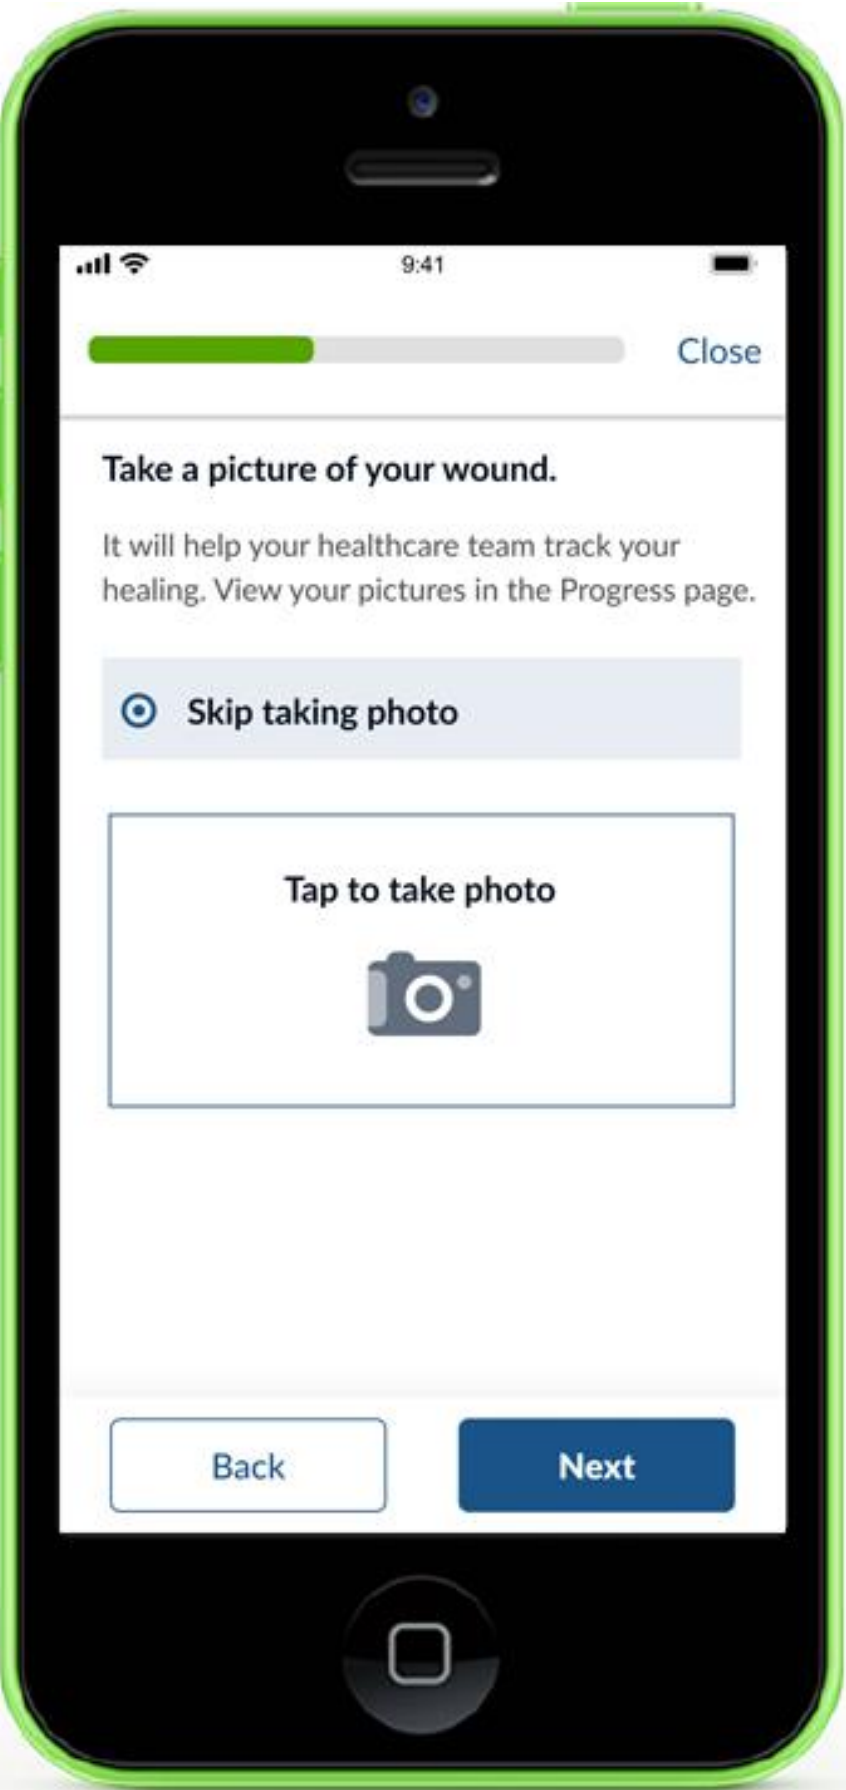 9:41
Close
Take a picture of your wound.
It will help your healthcare team track your
healing. View your pictures in the Progress page.
Skip taking photo
Tap to take photo
Back
Next